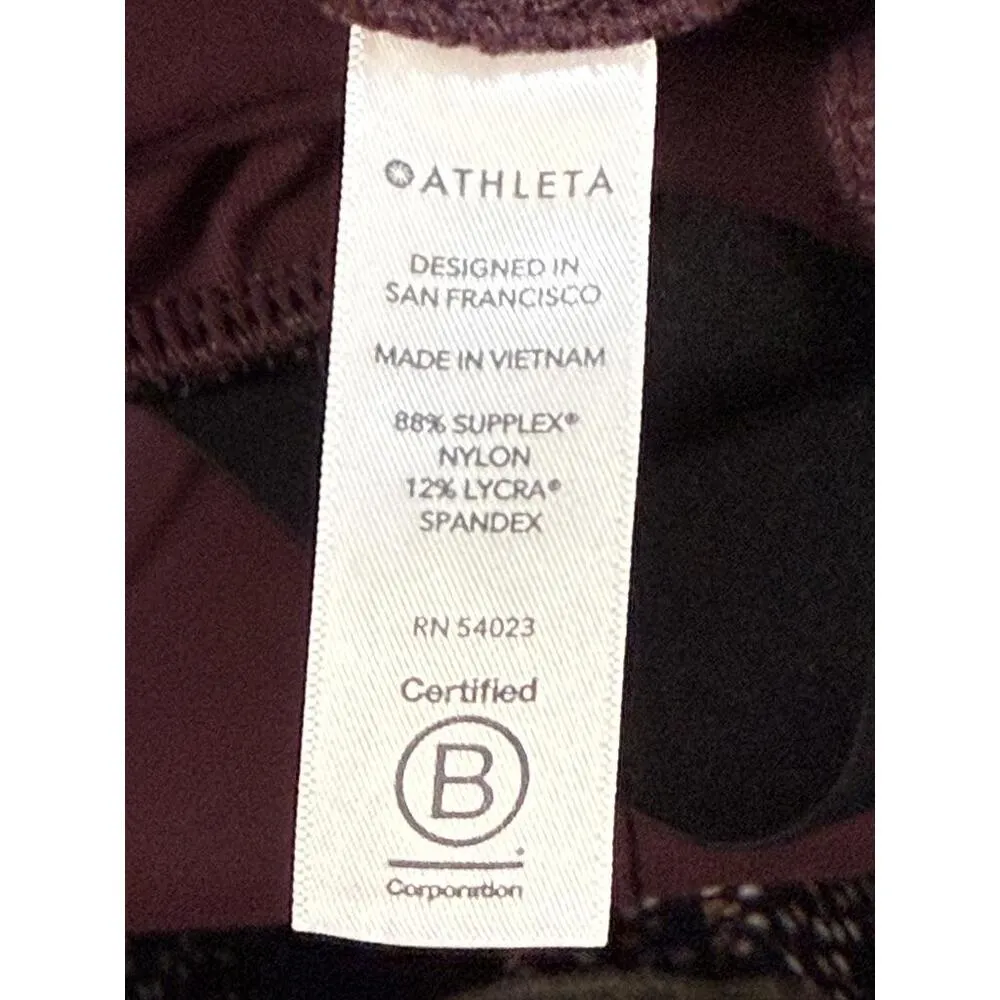 ATHLETA
DESIGNED IN
SAN FRANCISCO
MADE IN VIETNAM
88% SUPPLEX®
NYLON
12% LYCRA®
SPANDEX
RN 54023
Certified
B
Corporation